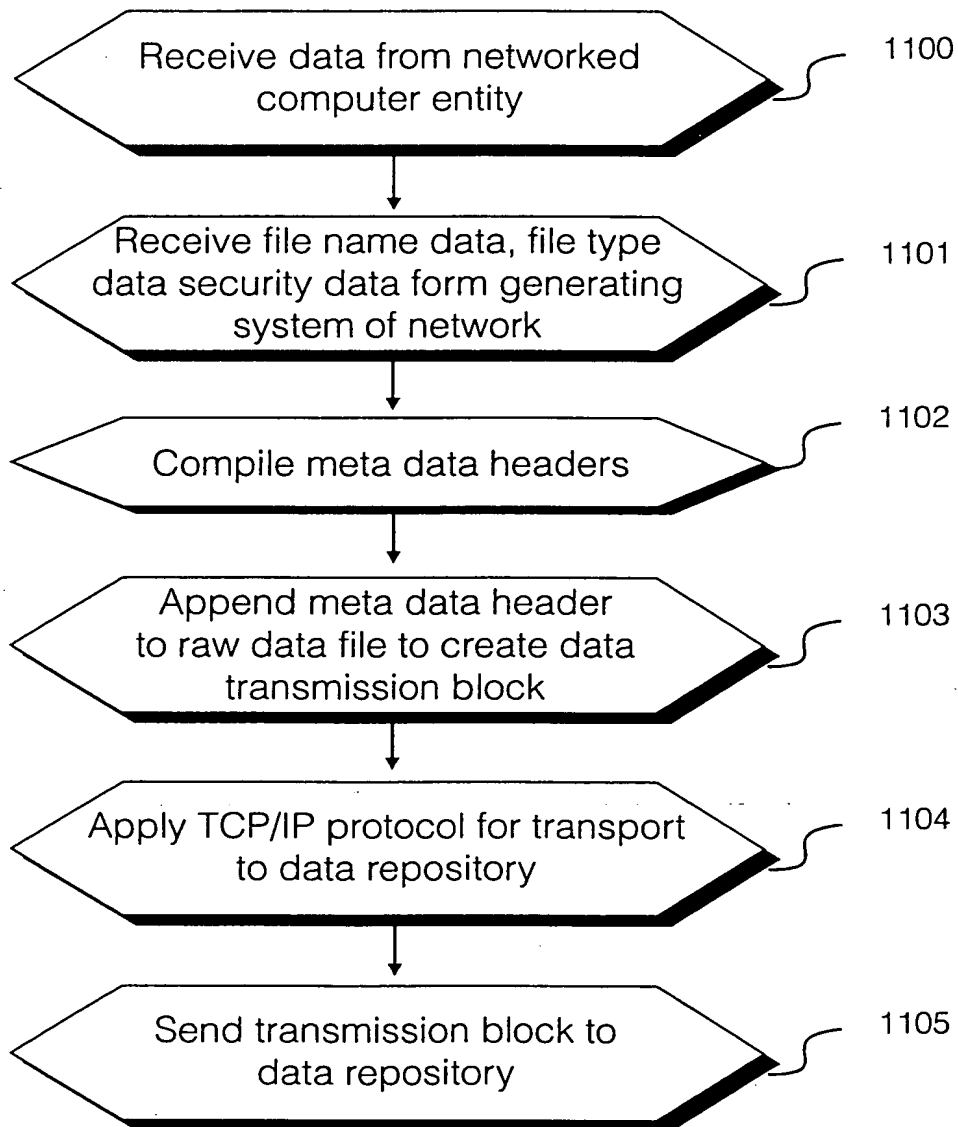 Receive data from networked
computer entity
1100
Receive file name data, file type
data security data form generating
system of network
1101
Compile meta data headers
1102
Append meta data header
to raw data file to create data
transmission block
1103
Apply TCP/IP protocol for transport
to data repository
1104
Send transmission block to
data repository
1105